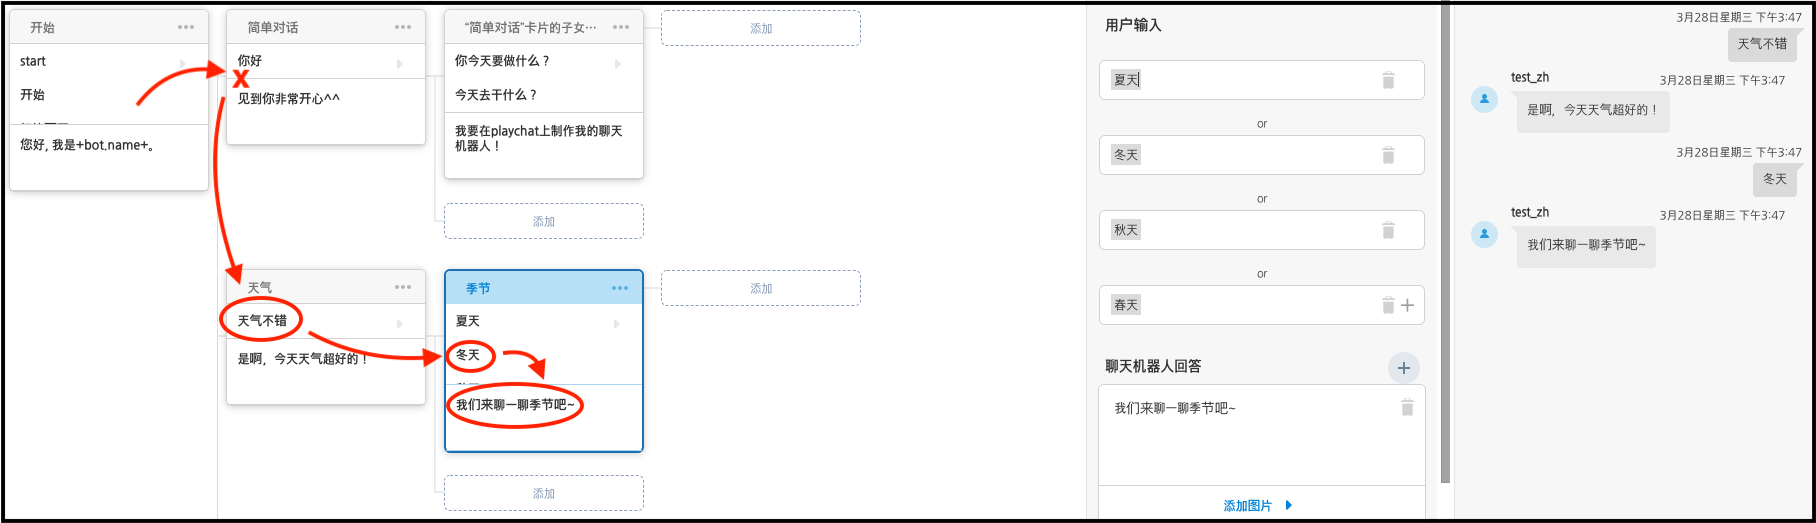 开始
start
开始
您好, 我是+bot.name+。
简单对话
你好
X
见到你非常开心^^
“简单对话”卡片的子女…
你今天要做什么？
今天去干什么？
我要在playchat上制作我的聊天
机器人！
添加
添加
天气
天气不错
是啊，今天天气超好的！
季节
夏天
冬天
我们来聊一聊季节吧~
添加
添加
用户输入
夏天
or
冬天
or
秋天
or
春天
聊天机器人回答
我们来聊一聊季节吧~
添加图片
3月28日星期三 下午3:47
天气不错
test_zh
3月28日星期三 下午3:47
是啊，今天天气超好的！
3月28日星期三 下午3:47
冬天
test_zh
3月28日星期三 下午3:47
我们来聊一聊季节吧~